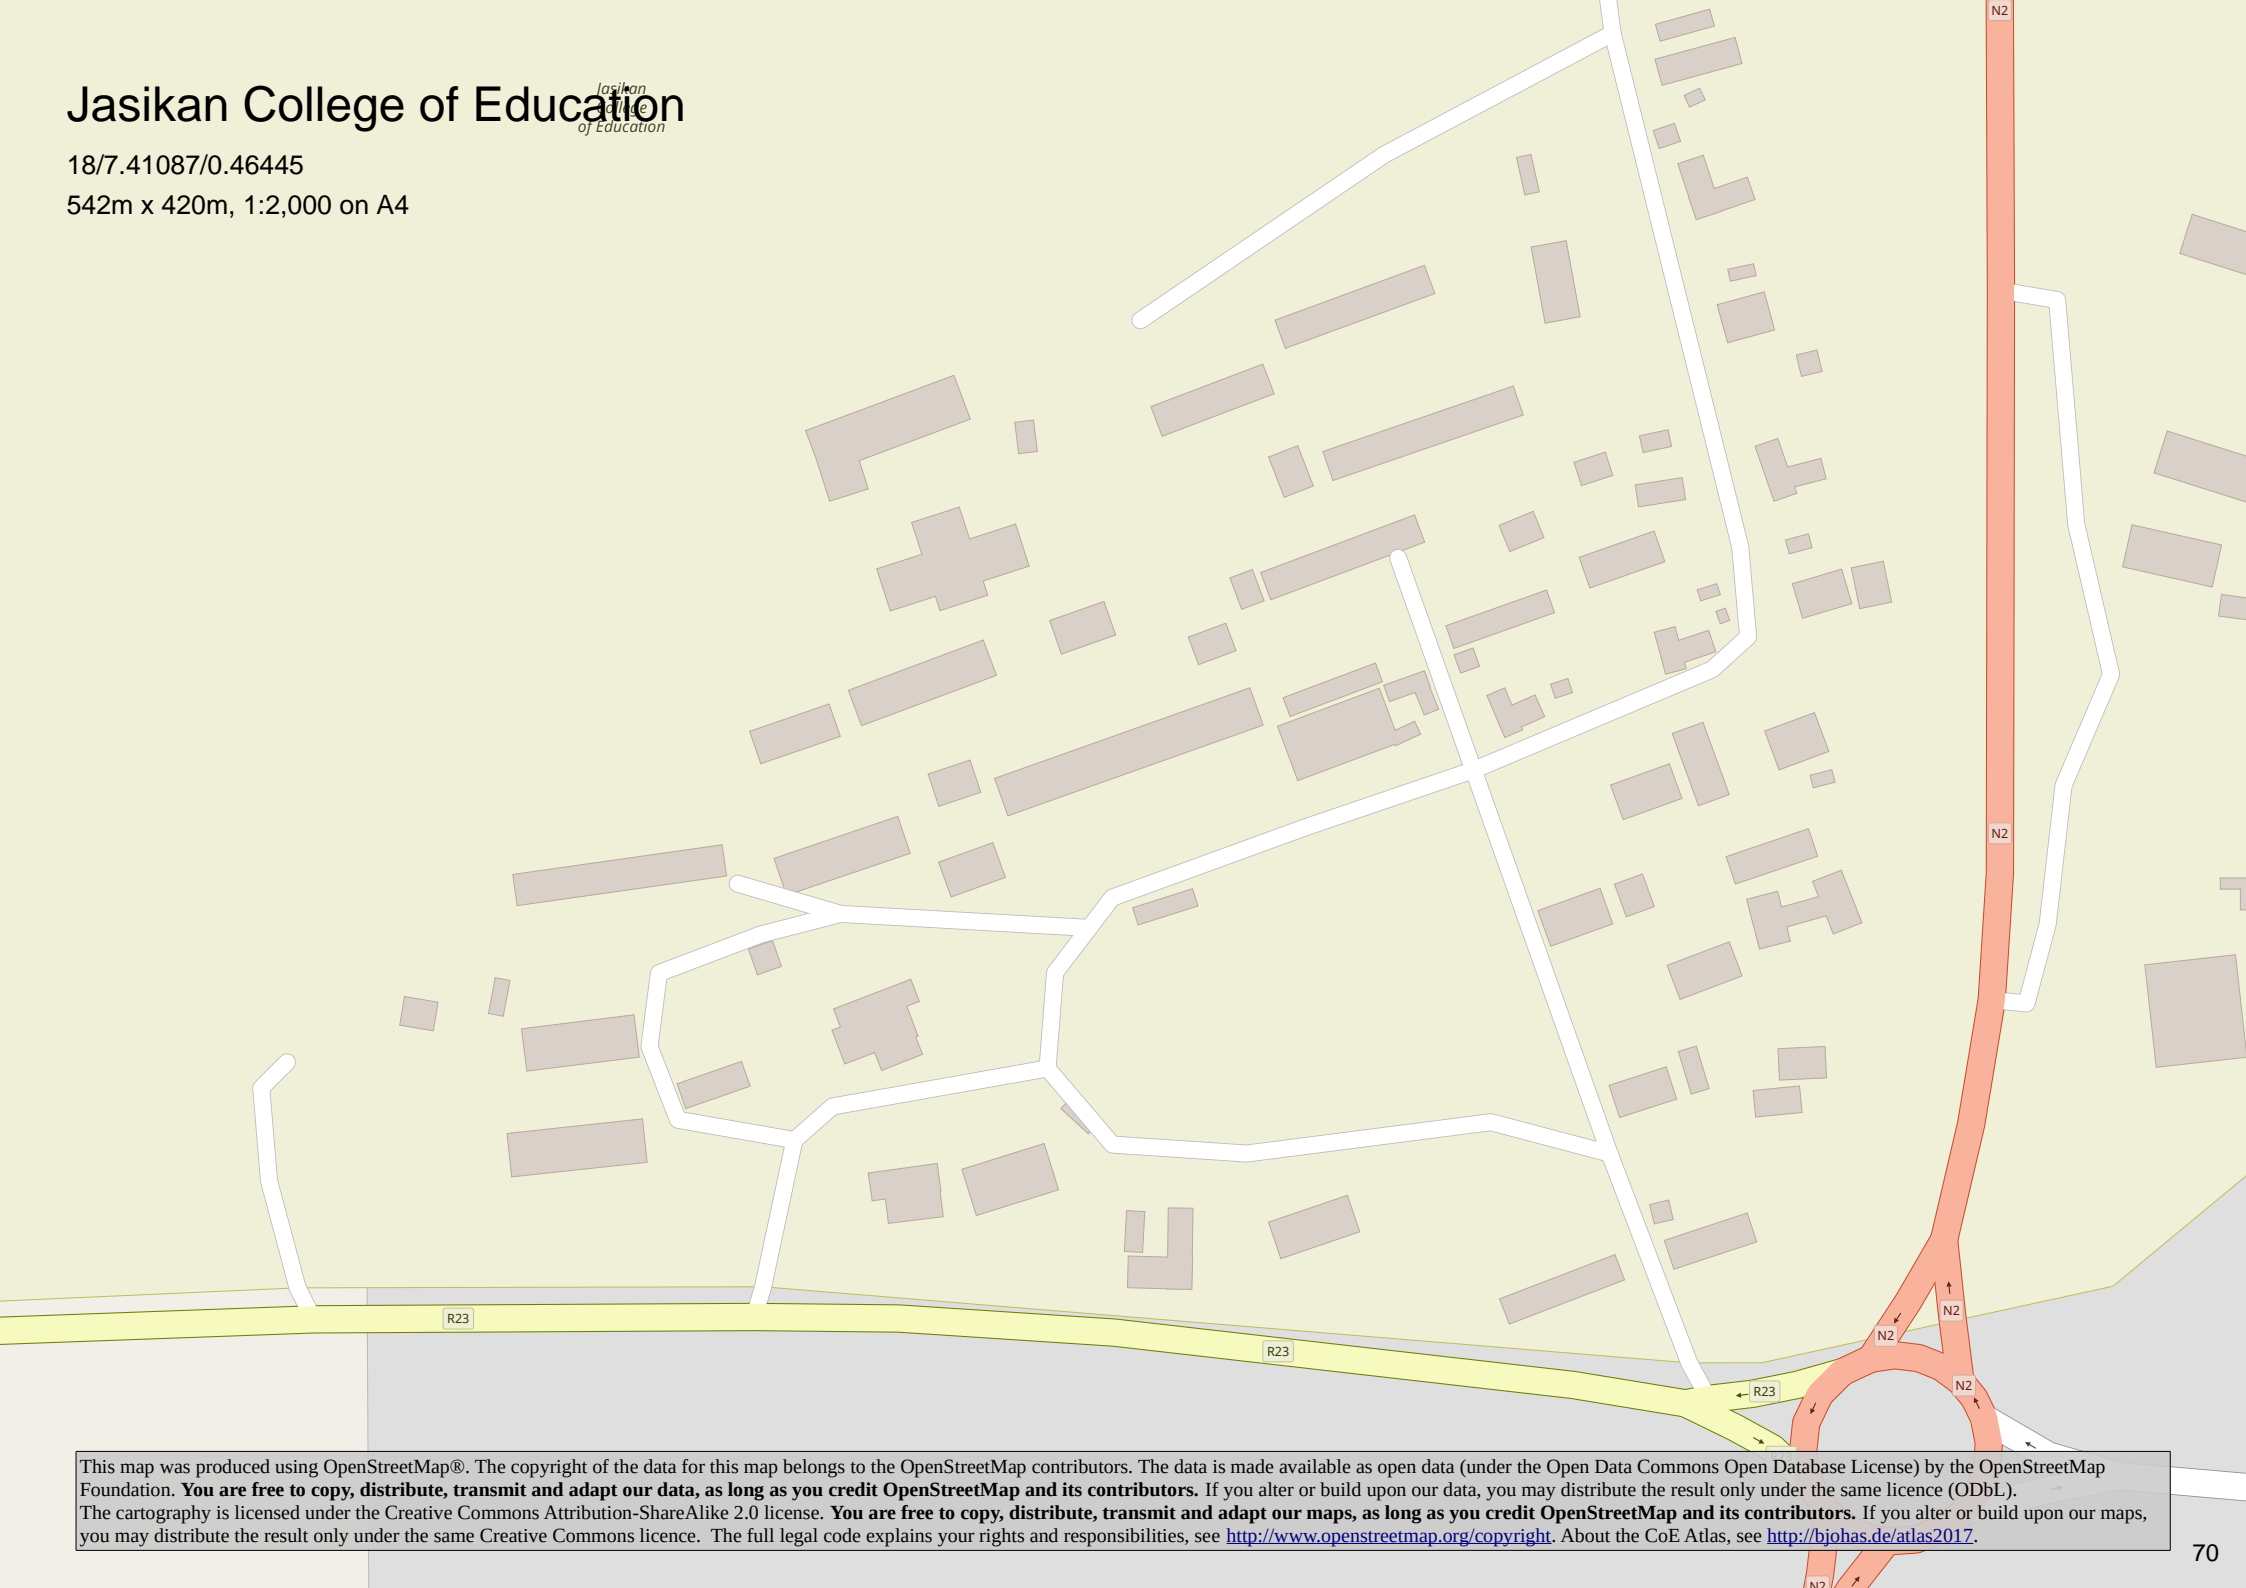 N2
Jasikan College of Education
Jasikan
College
of Education
18/7.41087/0.46445
542m x 420m, 1:2,000 on A4
N2
R23
N2
N2
R23
N2
R23
This map was produced using OpenStreetMap®. The copyright of the data for this map belongs to the OpenStreetMap contributors. The data is made available as open data (under the Open Data Commons Open Database License) by the OpenStreetMap
Foundation. You are free to copy, distribute, transmit and adapt our data, as long as you credit OpenStreetMap and its contributors. If you alter or build upon our data, you may distribute the result only under the same licence (ODbL).
The cartography is licensed under the Creative Commons Attribution-ShareAlike 2.0 license. You are free to copy, distribute, transmit and adapt our maps, as long as you credit OpenStreetMap and its contributors. If you alter or build upon our maps,
you may distribute the result only under the same Creative Commons licence. The full legal code explains your rights and responsibilities, see http://www.openstreetmap.org/copyright. About the CoE Atlas, see http://bjohas.de/atlas2017.
70
N2